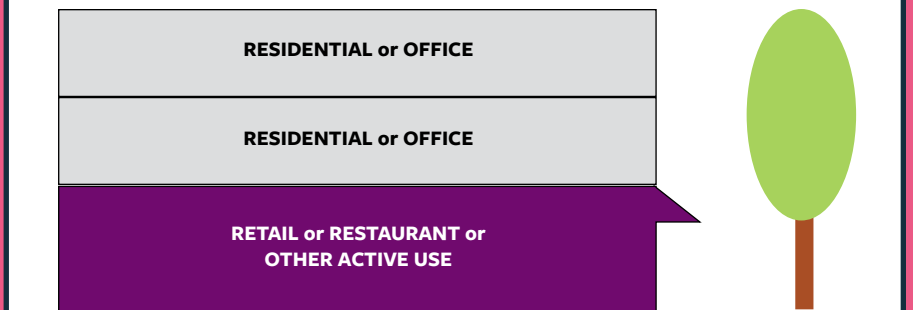 RESIDENTIAL or OFFICE
RESIDENTIAL or OFFICE
RETAIL or RESTAURANT or
OTHER ACTIVE USE